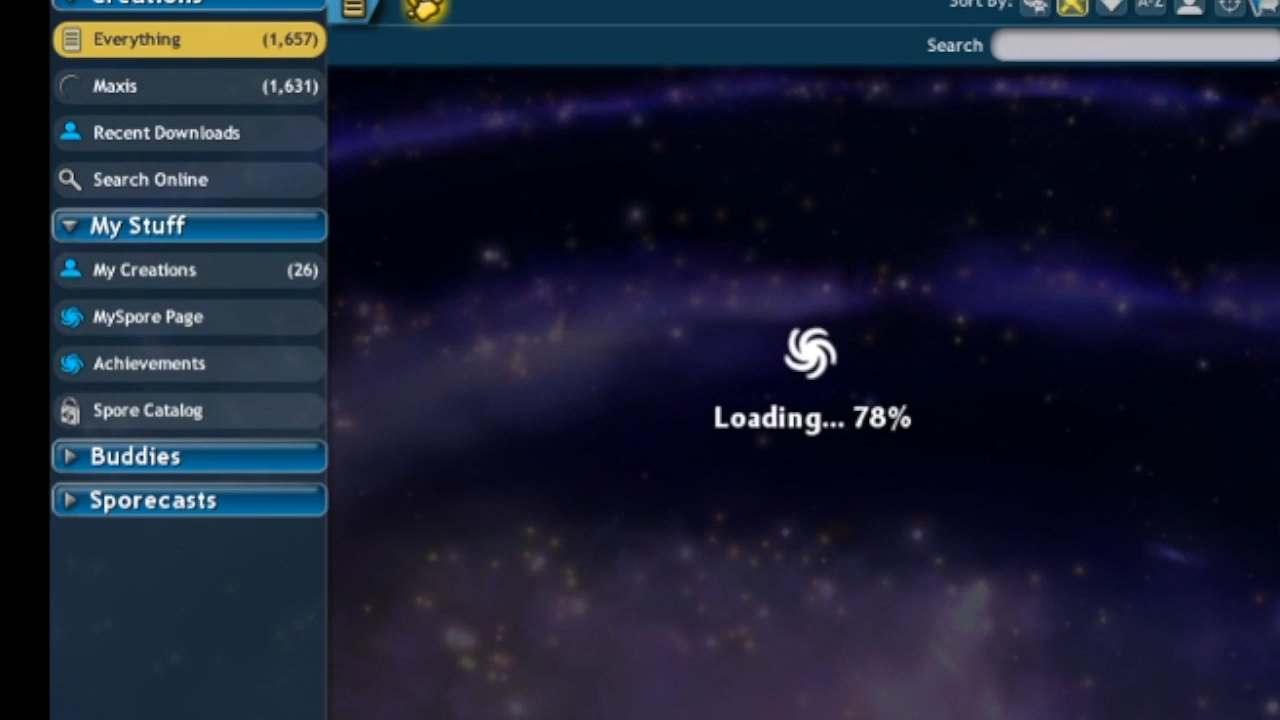 Creations
Sort By:
A-Z
Everything (1,657)
Search
Maxis (1,631)
Recent Downloads
Search Online
My Stuff
My Creations (26)
MySpore Page
Achievements
Spore Catalog
Loading... 78%
Buddies
Sporecasts